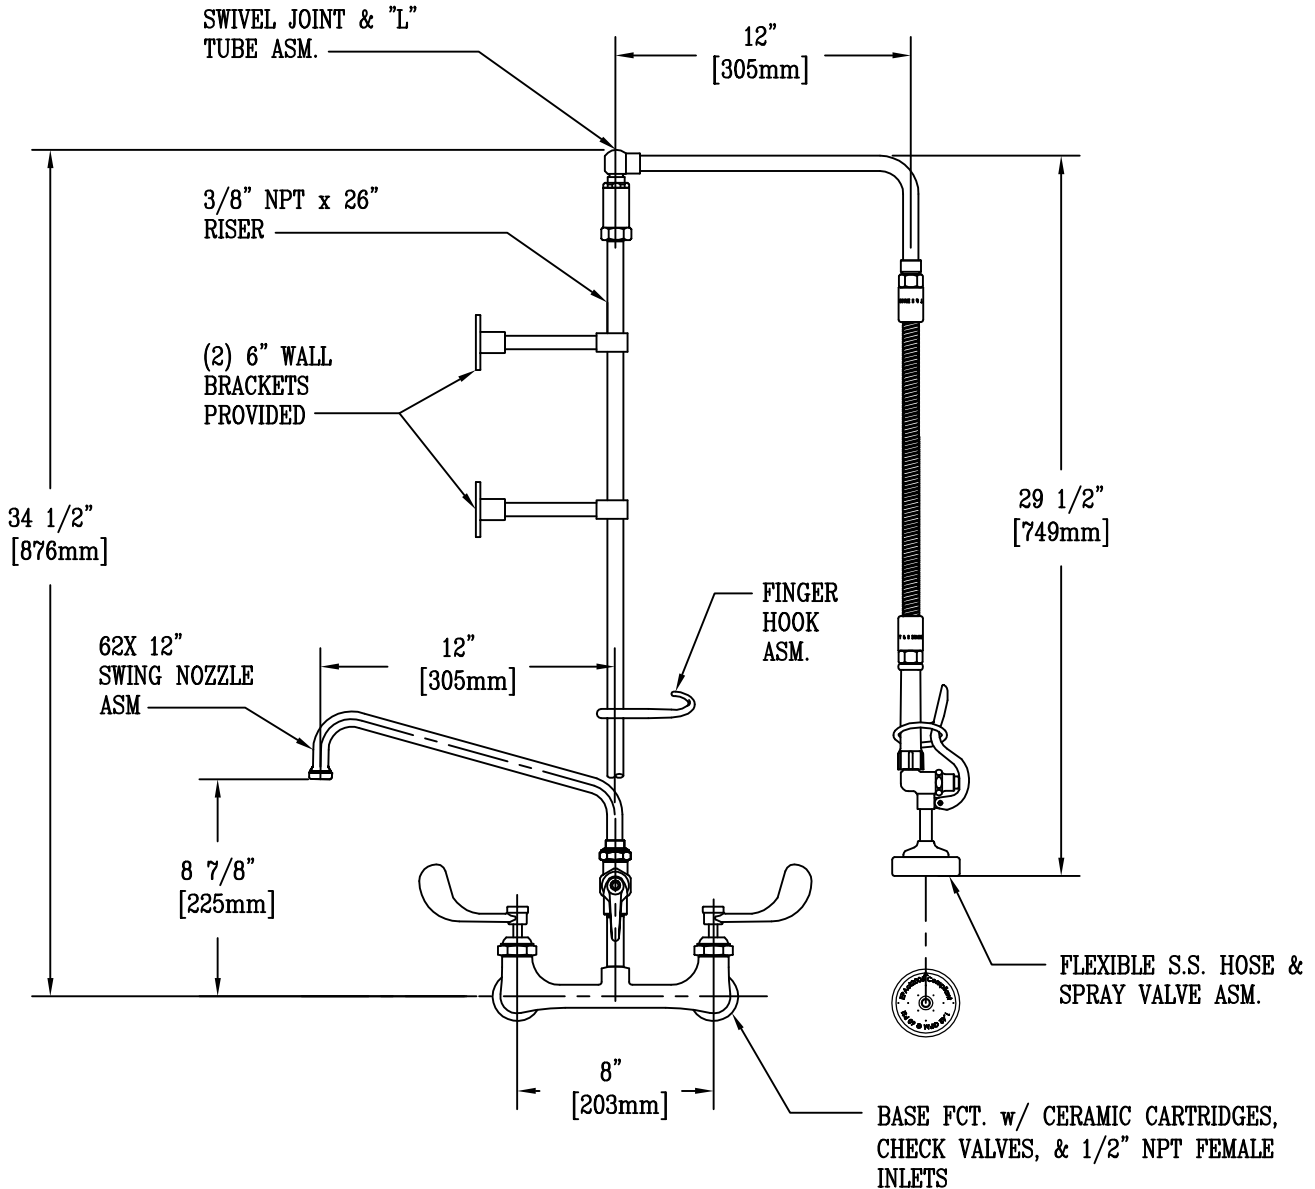 SWIVEL JOINT & "L"
TUBE ASM.
12"
[305mm]
3/8" NPT x 26"
RISER
(2) 6" WALL
BRACKETS
PROVIDED
34 1/2"
[876mm]
29 1/2"
[749mm]
FINGER
HOOK
ASM.
62X 12"
SWING NOZZLE
ASM
12"
[305mm]
8 7/8"
[225mm]
FLEXIBLE S.S. HOSE &
SPRAY VALVE ASM.
8"
[203mm]
BASE FCT. w/ CERAMIC CARTRIDGES,
CHECK VALVES, & 1/2" NPT FEMALE
INLETS